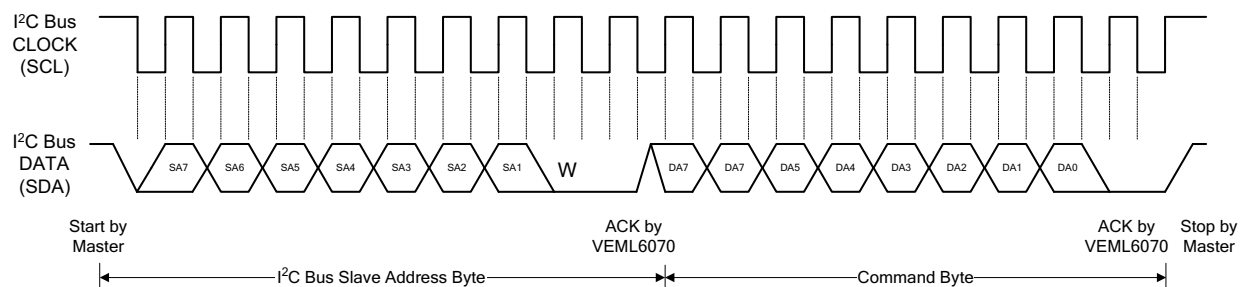 I²C Bus
CLOCK
(SCL)
I²C Bus
DATA
(SDA)
SA7 SA6 SA5 SA4 SA3 SA2 SA1 W DA7 DA7 DA5 DA4 DA3 DA2 DA1 DA0
Start by
Master
ACK by
VEML6070
ACK by
VEML6070
Stop by
Master
I²C Bus Slave Address Byte
Command Byte